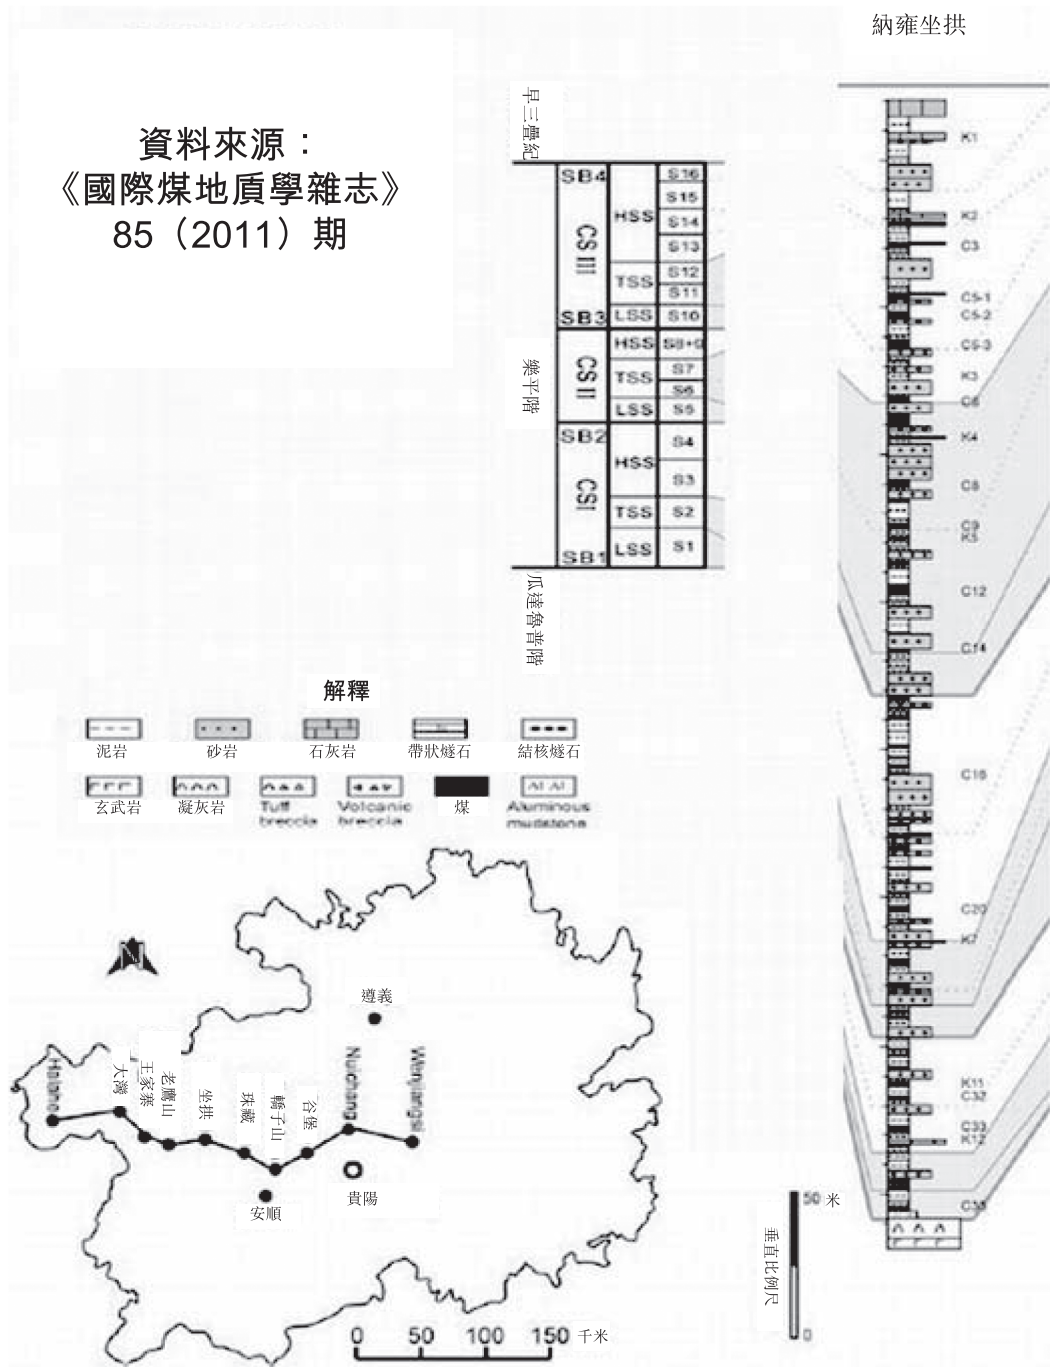 納雍坐拱
資料來源：
《國際煤地質學雜志》
85（2011）期
早三疊紀
樂平階
瓜達魯普階
SB4
CS III
SB3
CS II
SB2
CSI
SB1
HSS
TSS
LSS
HSS
TSS
LSS
HSS
TSS
LSS
S16
S15
S14
S13
S12
S11
S10
S8+9
S7
S6
S5
S4
S3
S2
S1
K1
K2
C3
C5-1
C5-2
C5-3
K3
C6
K4
C8
C9
K5
C12
C14
C16
C20
K7
K11
C32
C33
K12
解釋
泥岩
砂岩
石灰岩
帶狀燧石
結核燧石
玄武岩
凝灰岩
Tuff
breccia
Volcanic
breccia
煤
Aluminous
mudstone
N
遵義
大灣
王家寨
老鷹山
坐拱
珠藏
轎子山
谷堡
貴陽
安順
0 50 100 150 千米
50 米
0
垂直比例尺